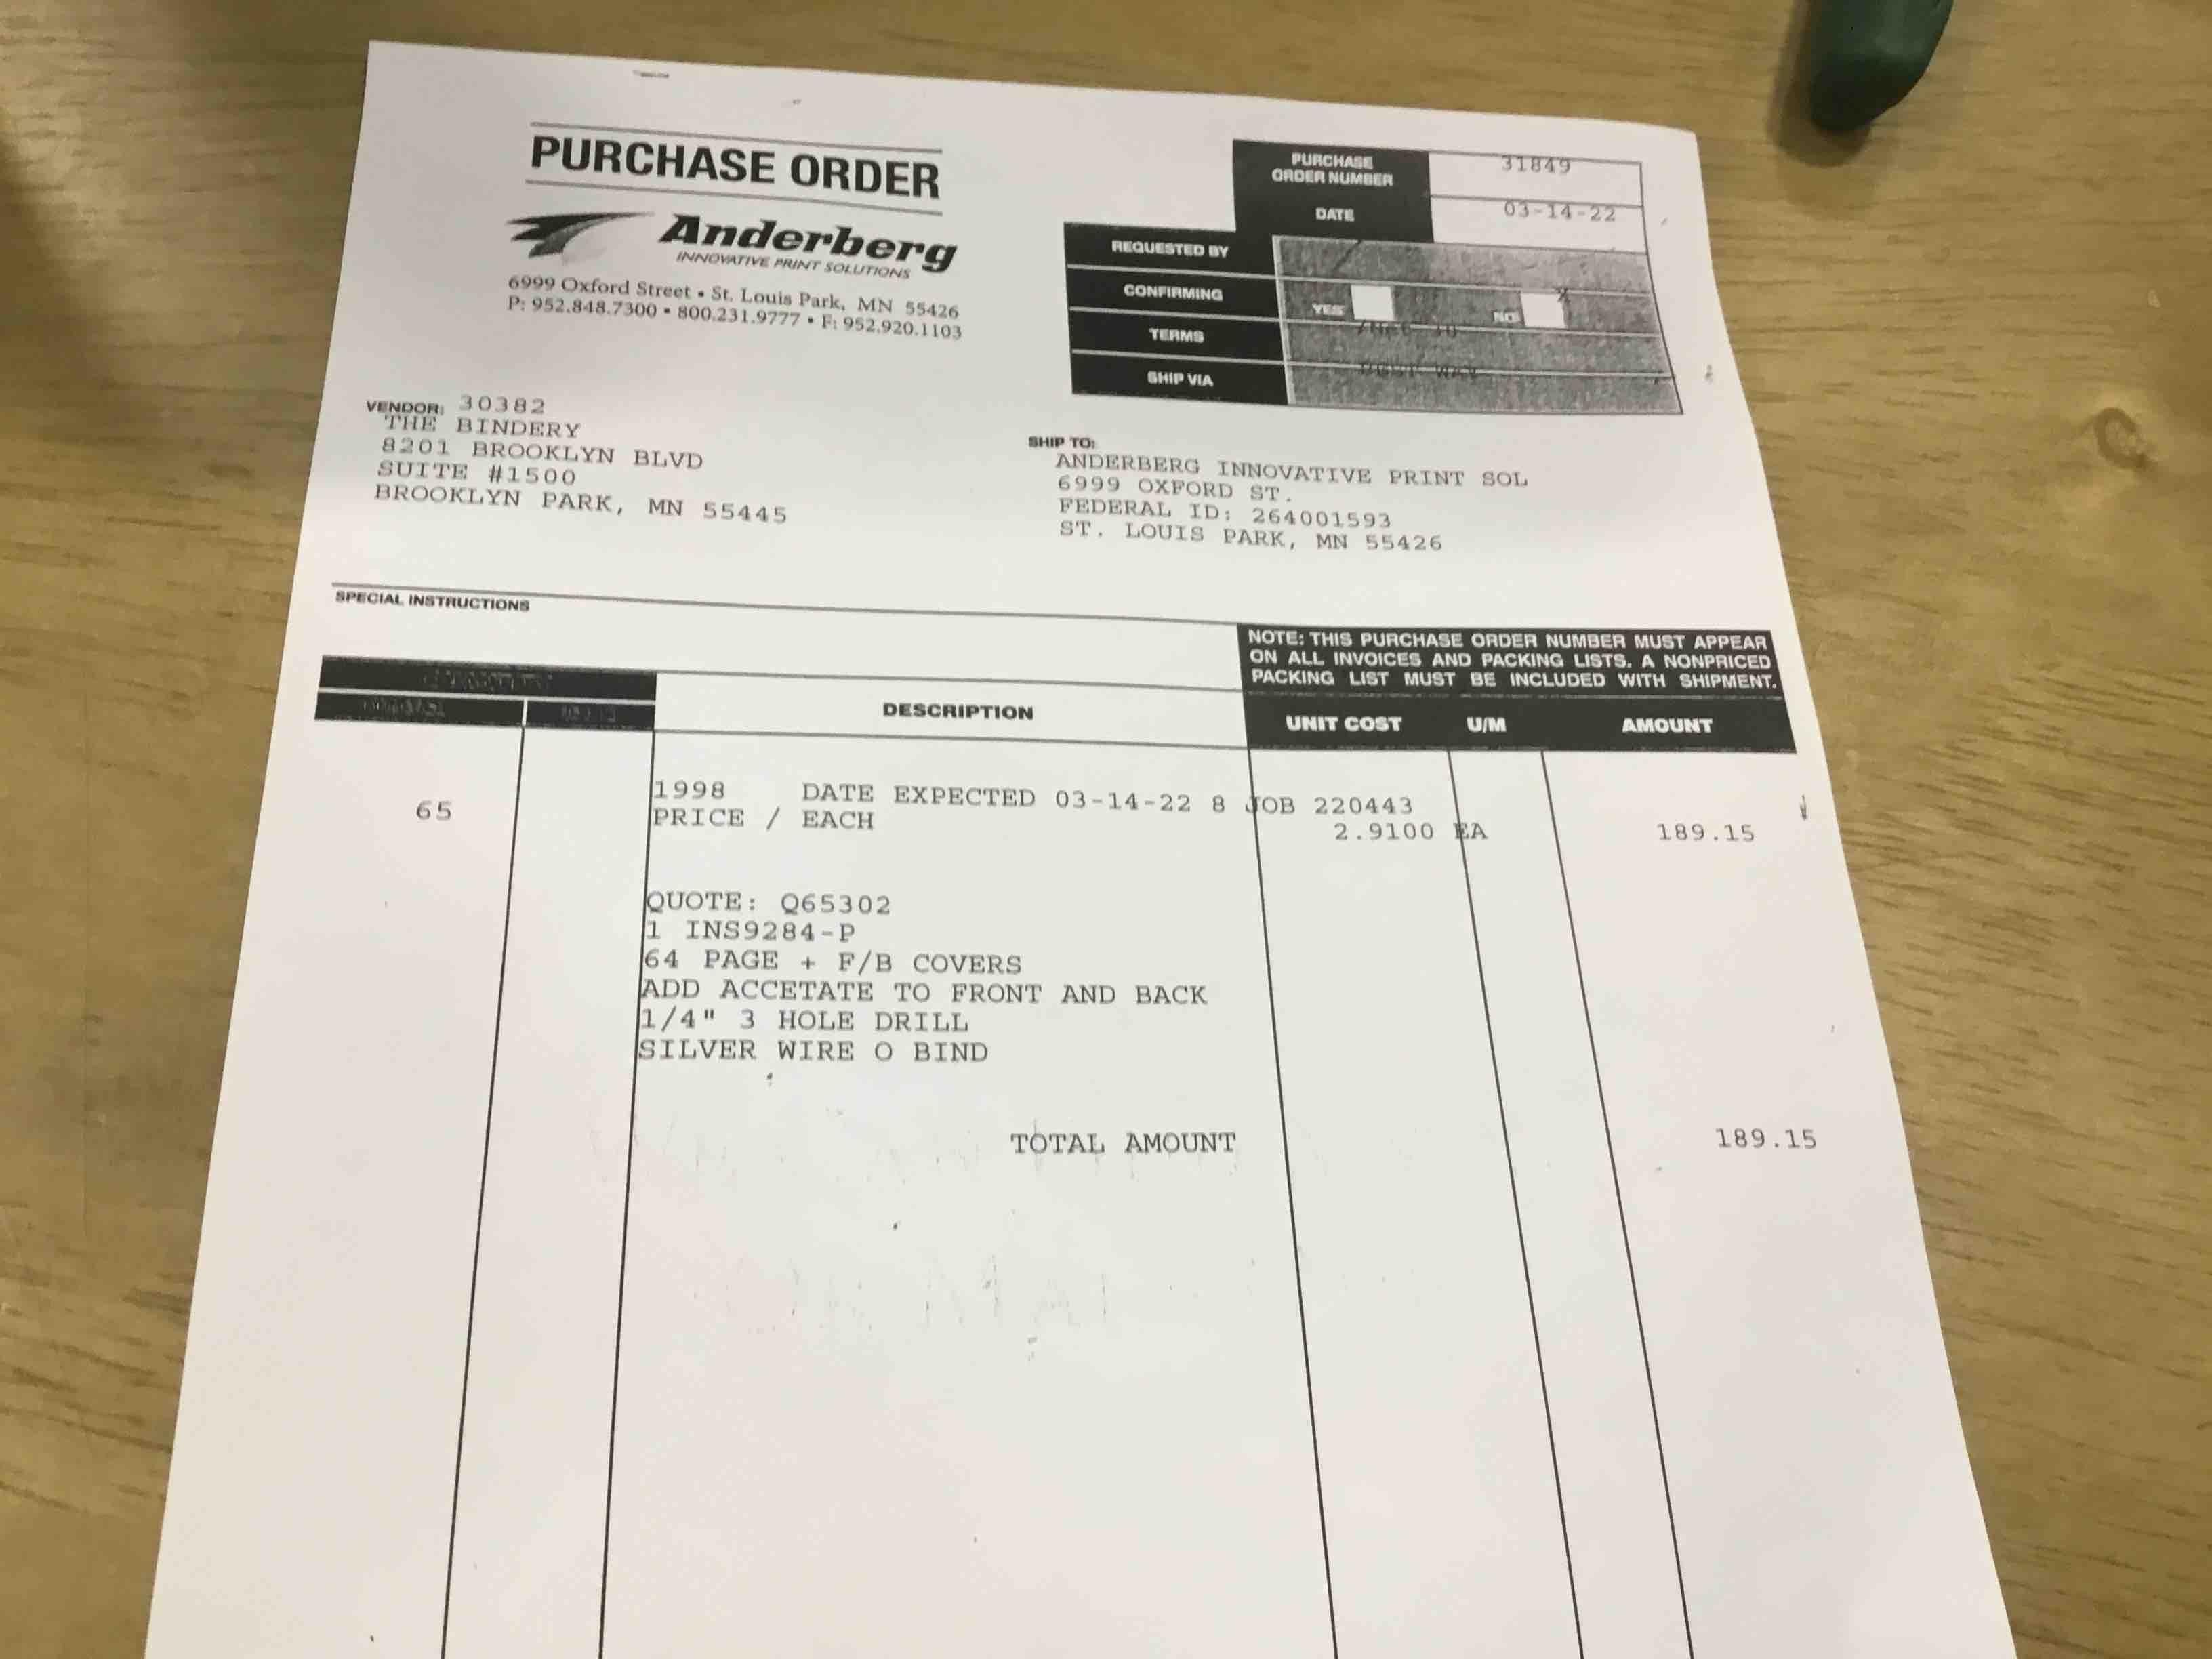 PURCHASE ORDER
Anderberg
INNOVATIVE PRINT SOLUTIONS
6999 Oxford Street • St. Louis Park, MN 55426
P: 952.848.7300 • 800.231.9777 • F: 952.920.1103
PURCHASE
ORDER NUMBER 31849
DATE 03-14-22
REQUESTED BY
CONFIRMING YES NO X
TERMS
SHIP VIA
VENDOR: 30382
THE BINDERY
8201 BROOKLYN BLVD
SUITE #1500
BROOKLYN PARK, MN 55445
SHIP TO:
ANDERBERG INNOVATIVE PRINT SOL
6999 OXFORD ST.
FEDERAL ID: 264001593
ST. LOUIS PARK, MN 55426
SPECIAL INSTRUCTIONS
NOTE: THIS PURCHASE ORDER NUMBER MUST APPEAR
ON ALL INVOICES AND PACKING LISTS. A NONPRICED
PACKING LIST MUST BE INCLUDED WITH SHIPMENT.
DESCRIPTION UNIT COST U/M AMOUNT
1998 DATE EXPECTED 03-14-22 8 JOB 220443
65 PRICE / EACH 2.9100 EA 189.15
QUOTE: Q65302
1 INS9284-P
64 PAGE + F/B COVERS
ADD ACCETATE TO FRONT AND BACK
1/4" 3 HOLE DRILL
SILVER WIRE O BIND
TOTAL AMOUNT 189.15